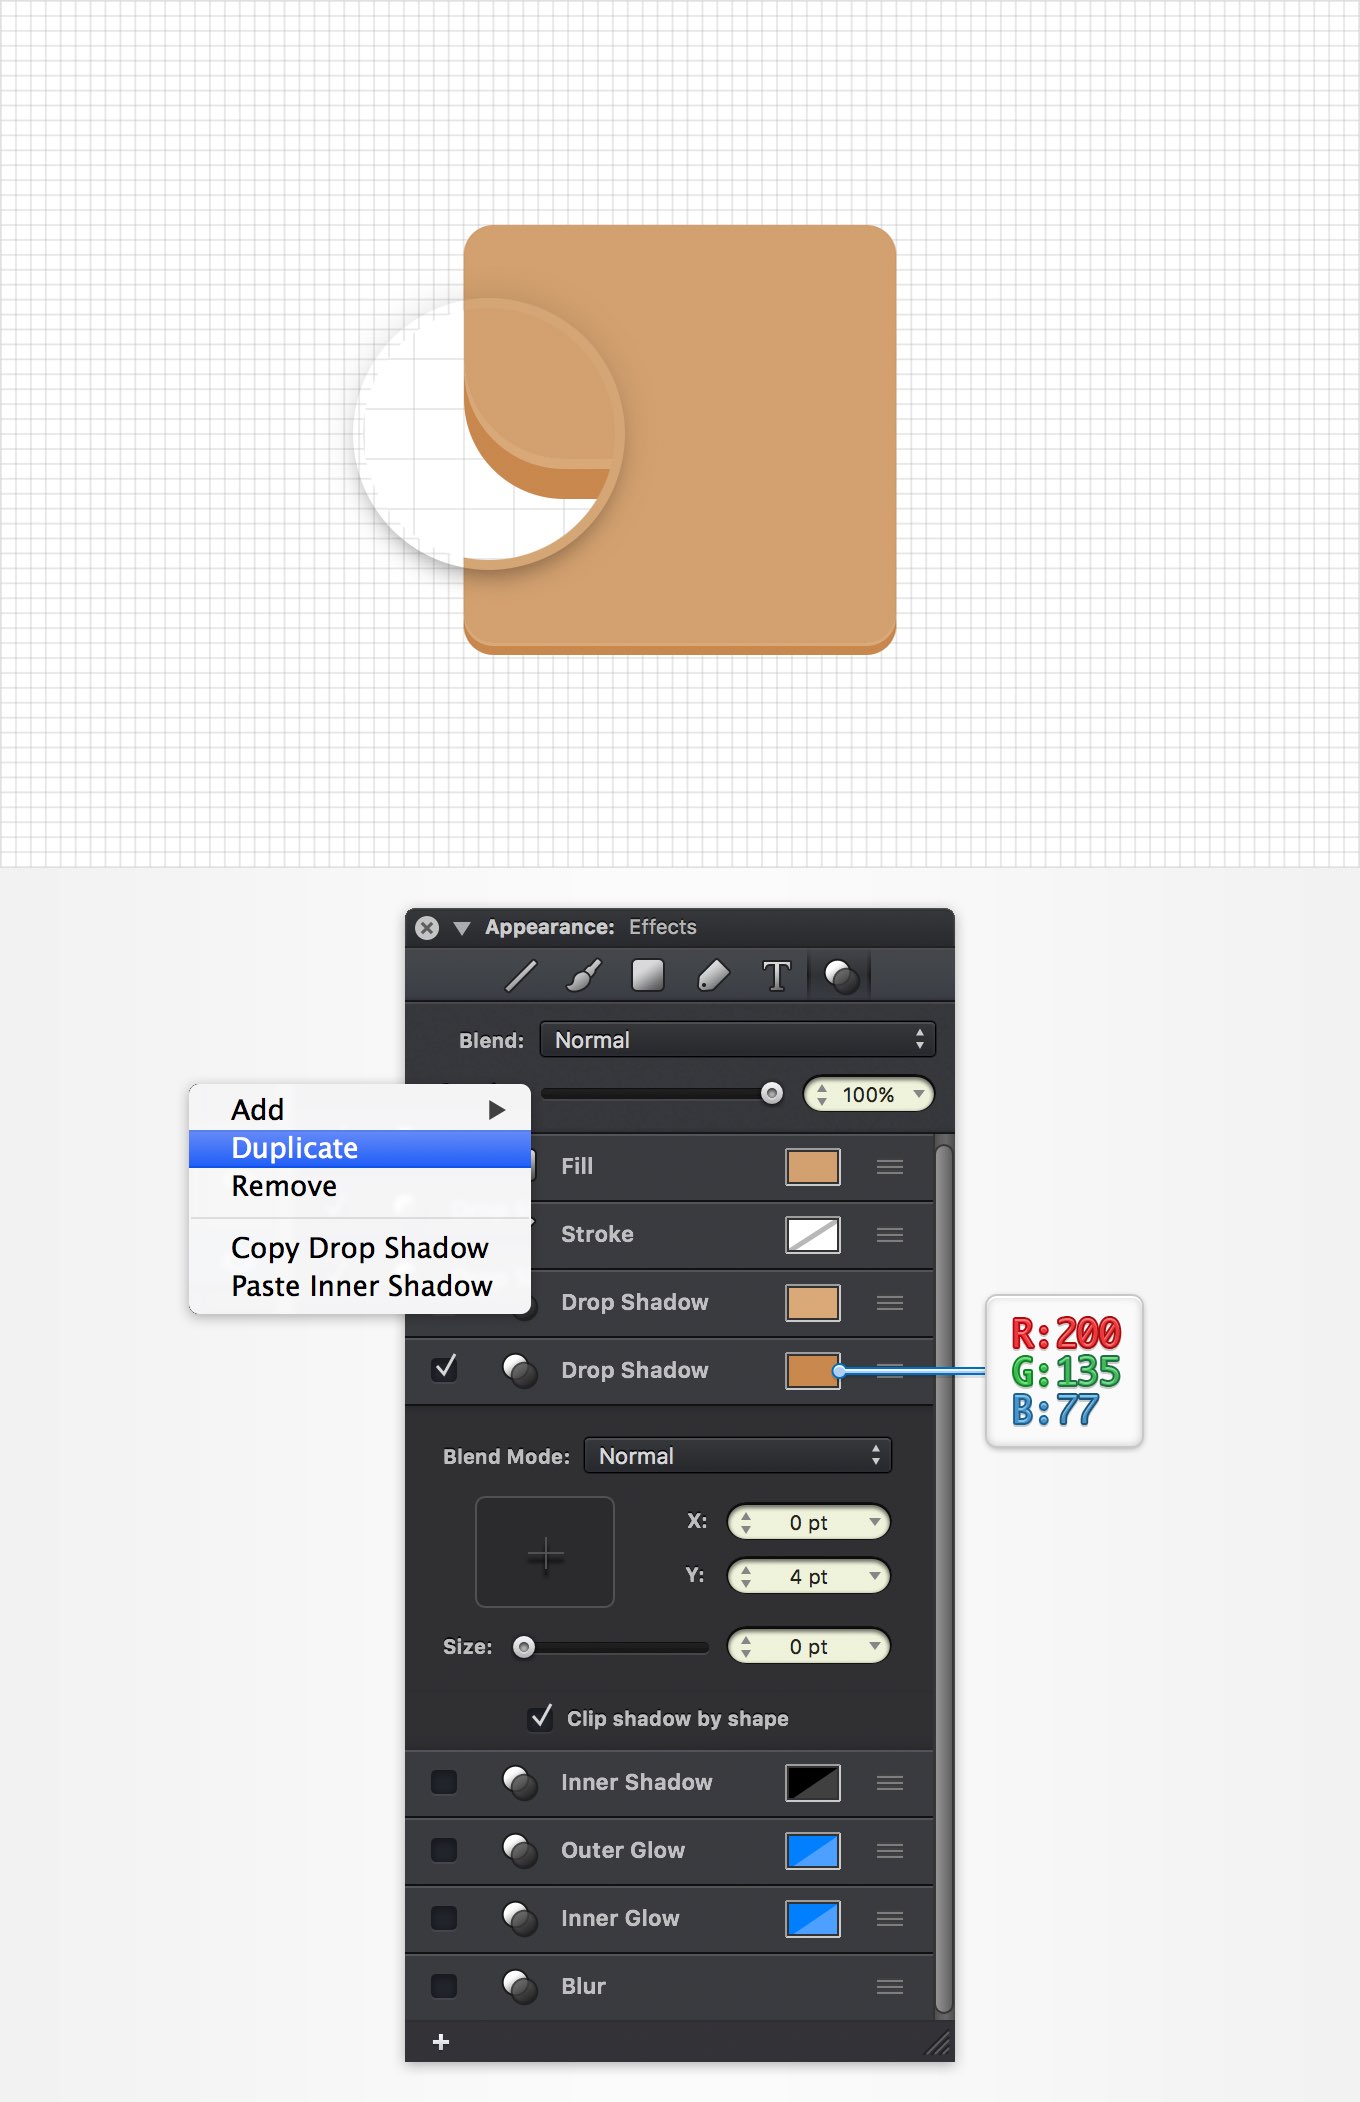 Appearance: Effects
T
Blend: Normal
100%
Add
Duplicate
Remove
Copy Drop Shadow
Paste Inner Shadow
Fill
Stroke
Drop Shadow
Drop Shadow
R:200
G:135
B:77
Blend Mode: Normal
X: 0 pt
Y: 4 pt
Size: 0 pt
Clip shadow by shape
Inner Shadow
Outer Glow
Inner Glow
Blur